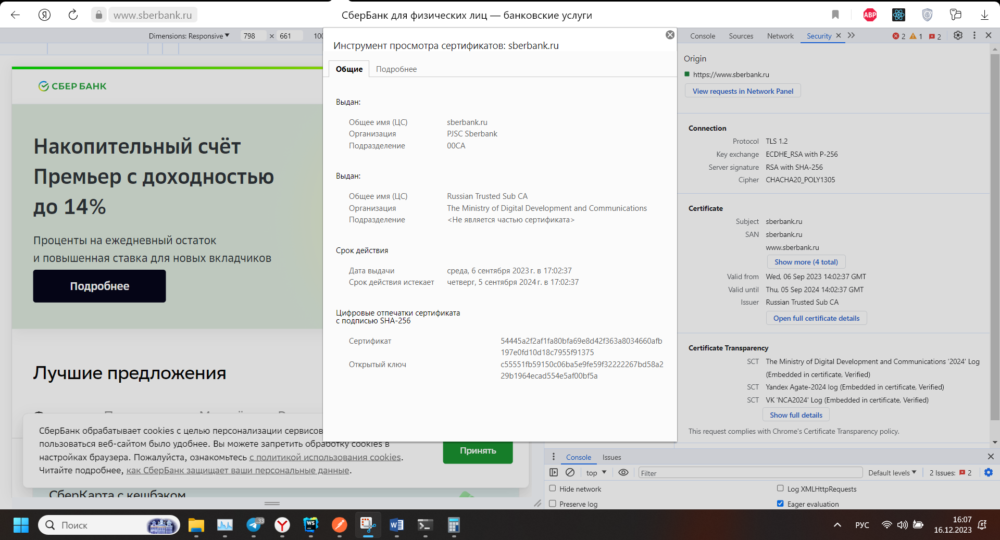 www.sberbank.ru
СберБанк для физических лиц — банковские услуги
ABP
Dimensions: Responsive
798 × 661
СБЕР БАНК
Накопительный счёт
Премьер с доходностью
до 14%
Проценты на ежедневный остаток
и повышенная ставка для новых вкладчиков
Подробнее
Лучшие предложения
СберБанк обрабатывает cookies с целью персонализации сервисов
пользоваться веб-сайтом было удобнее. Вы можете запретить обработку cookies в
настройках браузера. Пожалуйста, ознакомьтесь с политикой использования cookies.
Читайте подробнее, как СберБанк защищает ваши персональные данные.
Принять
СберКарта с кешбэком
Инструмент просмотра сертификатов: sberbank.ru
Общие Подробнее
Выдан:
Общее имя (ЦС) sberbank.ru
Организация PJSC Sberbank
Подразделение 00CA
Выдан:
Общее имя (ЦС) Russian Trusted Sub CA
Организация The Ministry of Digital Development and Communications
Подразделение <Не является частью сертификата>
Срок действия
Дата выдачи среда, 6 сентября 2023 г. в 17:02:37
Срок действия истекает четверг, 5 сентября 2024 г. в 17:02:37
Цифровые отпечатки сертификата
с подписью SHA-256
Сертификат 54445a2f2af1fa80bfa69e8d42f363a8034660afb
197e0fd10d18c7955f91375
Открытый ключ c55551fb59150c06ba5e9fe59f32222267bd58a2
29b1964ecad554e5af00bf5a
Console Sources Network Security 2 1 2
Origin
https://www.sberbank.ru
View requests in Network Panel
Connection
Protocol TLS 1.2
Key exchange ECDHE_RSA with P-256
Server signature RSA with SHA-256
Cipher CHACHA20_POLY1305
Certificate
Subject sberbank.ru
SAN sberbank.ru
www.sberbank.ru
Show more (4 total)
Valid from Wed, 06 Sep 2023 14:02:37 GMT
Valid until Thu, 05 Sep 2024 14:02:37 GMT
Issuer Russian Trusted Sub CA
Open full certificate details
Certificate Transparency
SCT The Ministry of Digital Development and Communications '2024' Log
(Embedded in certificate, Verified)
SCT Yandex Agate-2024 log (Embedded in certificate, Verified)
SCT VK 'NCA2024' Log (Embedded in certificate, Verified)
Show full details
This request complies with Chrome's Certificate Transparency policy.
Console Issues
top Filter Default levels 2 Issues: 2
Hide network Log XMLHttpRequests
Preserve log Eager evaluation
Поиск
33
WS
РУС
16:07
16.12.2023